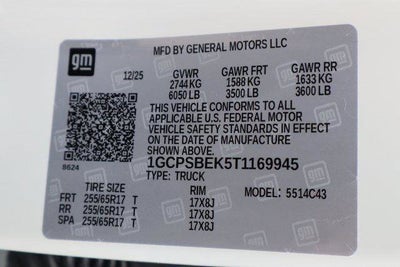 gm
MFD BY GENERAL MOTORS LLC
12/25 GVWR GAWR FRT GAWR RR
2744 KG 1588 KG 1633 KG
6050 LB 3500 LB 3600 LB
THIS VEHICLE CONFORMS TO ALL
APPLICABLE U.S. FEDERAL MOTOR
VEHICLE SAFETY STANDARDS IN EFFECT
ON THE DATE OF MANUFACTURE
SHOWN ABOVE.
8624
1GCPSBEK5T1169945
TYPE: TRUCK
TIRE SIZE RIM MODEL: 5514C43
FRT 255/65R17 T 17X8J
RR 255/65R17 T 17X8J
SPA 255/65R17 T 17X8J